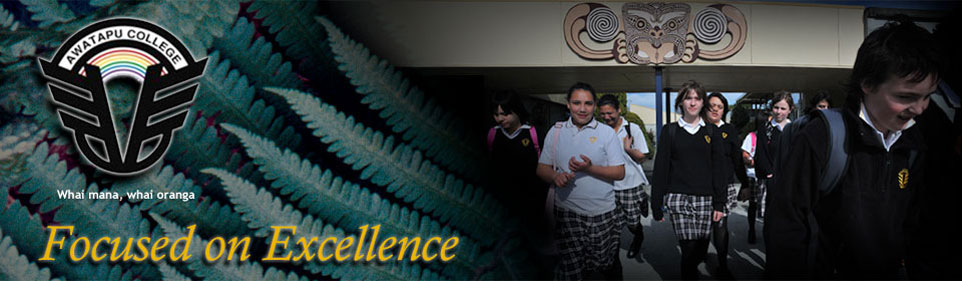 AWATAPU COLLEGE
Whai mana, whai oranga
Focused on Excellence